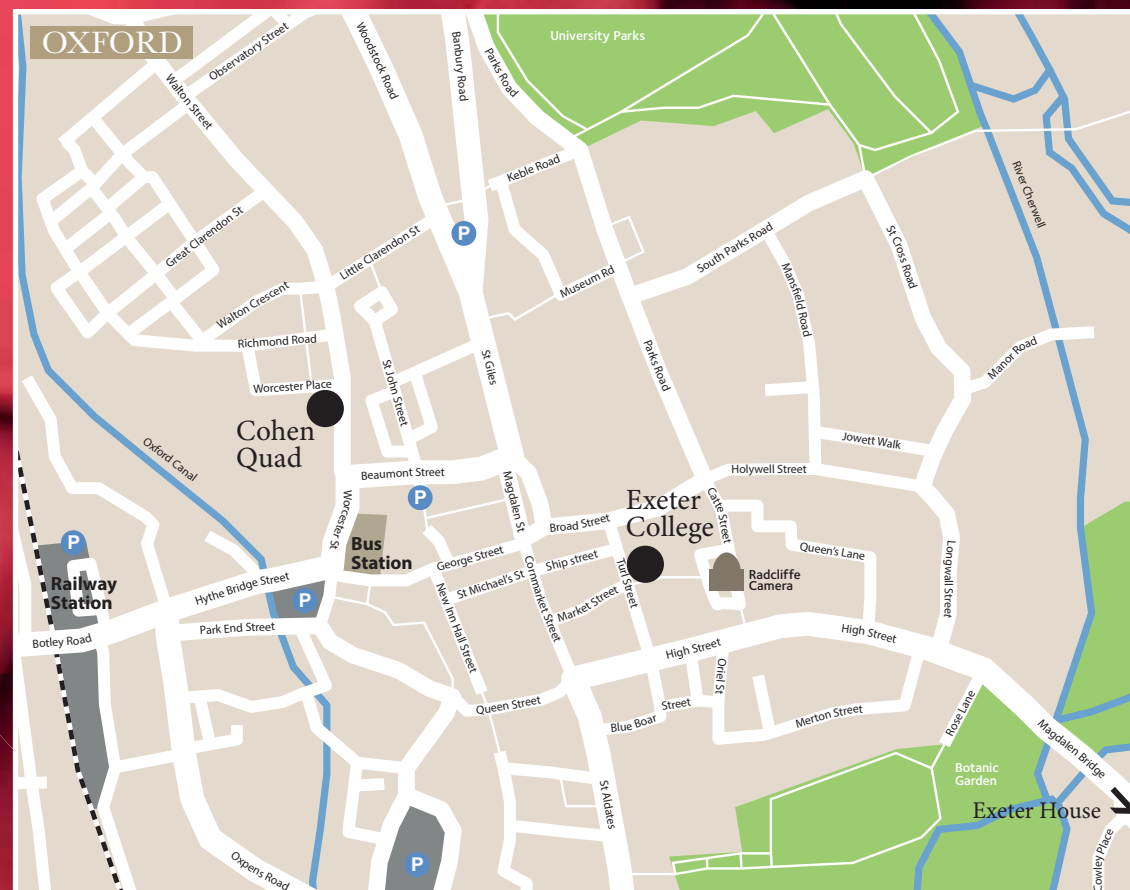 OXFORD
Observatory Street
Walton Street
Woodstock Road
Banbury Road
Parks Road
University Parks
Keble Road
River Cherwell
Great Clarendon St
Little Clarendon St
P
South Parks Road
St Cross Road
Museum Rd
Mansfield Road
Walton Crescent
Richmond Road
Worcester Place
St John Street
St Giles
Parks Road
Manor Road
Cohen
Quad
Oxford Canal
Beaumont Street
P
Jowett Walk
Holywell Street
Worcester St
Magdalen St
Exeter
College
Catte Street
Broad Street
P
Bus
Station
George Street
Ship street
Queen's Lane
Longwall Street
Railway
Station
Hythe Bridge Street
St Michael's St
Cornmarket Street
Turl Street
Radcliffe
Camera
P
New Inn Hall Street
Market Street
Botley Road
Park End Street
High Street
High Street
Oriel St
Queen Street
Blue Boar
Street
Merton Street
Rose Lane
Magdalen Bridge
St Aldates
Botanic
Garden
Exeter House
Oxpens Road
P
Cowley Place